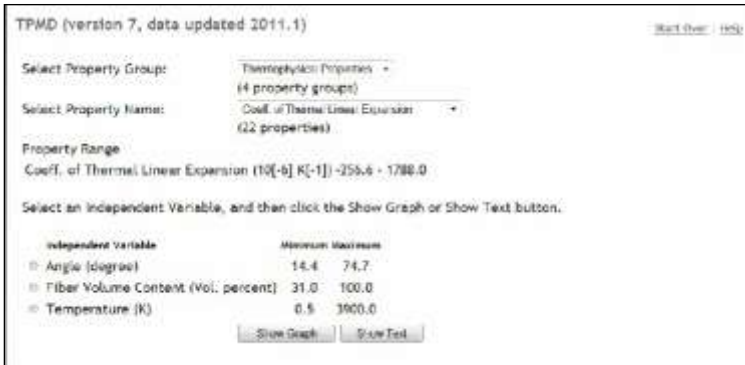 TPMD (version 7, data updated 2011.1)
Start Over | Help
Select Property Group: Thermophysical Properties
(4 property groups)
Select Property Name: Coeff. of Thermal Linear Expansion
(22 properties)
Property Range
Coeff. of Thermal Linear Expansion (10[-6] K[-1]) -256.6 - 1788.0
Select an Independent Variable, and then click the Show Graph or Show Text button.
Independent Variable Minimum Maximum
Angle (degree) 14.4 74.7
Fiber Volume Content (Vol. percent) 31.0 100.0
Temperature (K) 0.5 3900.0
Show Graph Show Text